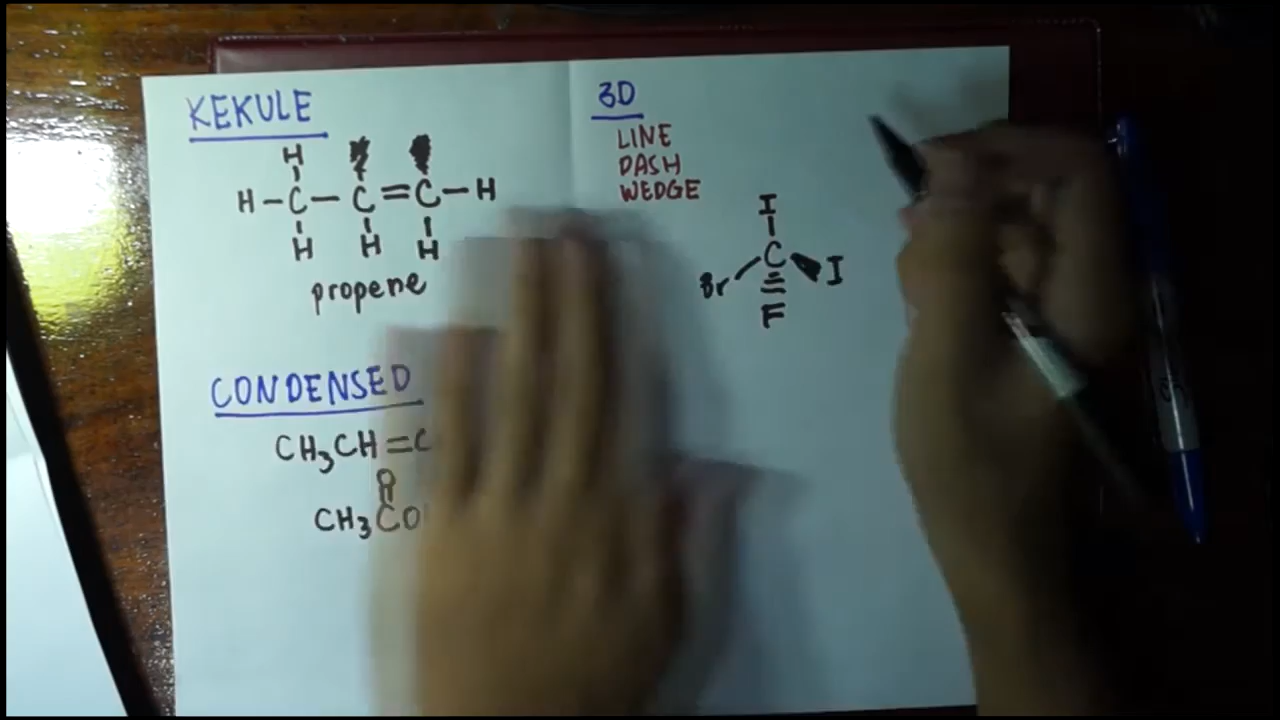 KEKULE
H
H-C-C=C-H
H H H
propene
CONDENSED
CH₃CH=C
O
CH₃CO
3D
LINE
DASH
WEDGE
I
C
Br I
F